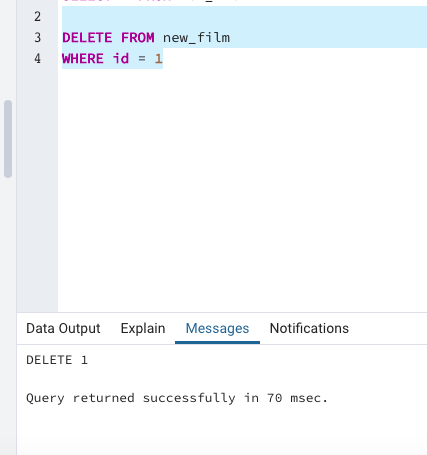 2
3 DELETE FROM new_film
4 WHERE id = 1
Data Output Explain Messages Notifications
DELETE 1
Query returned successfully in 70 msec.